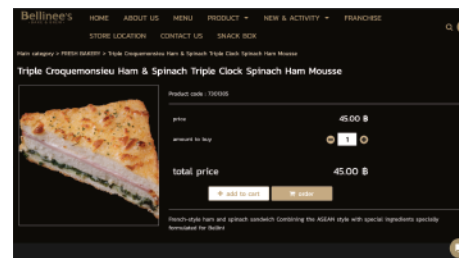 Bellinee's
HOME ABOUT US MENU PRODUCT NEW & ACTIVITY FRANCHISE
STORE LOCATION CONTACT US SNACK BOX
Main category > FRESH BAKERY > Triple Croquemonsieu Ham & Spinach Triple Clock Spinach Ham Mousse
Triple Croquemonsieu Ham & Spinach Triple Clock Spinach Ham Mousse
Product code :
price 45.00 ฿
amount to buy 1
total price 45.00 ฿
add to cart order
French-style ham and spinach sandwich Combining the ASEAN style with special ingredients specially
formulated for Bellini